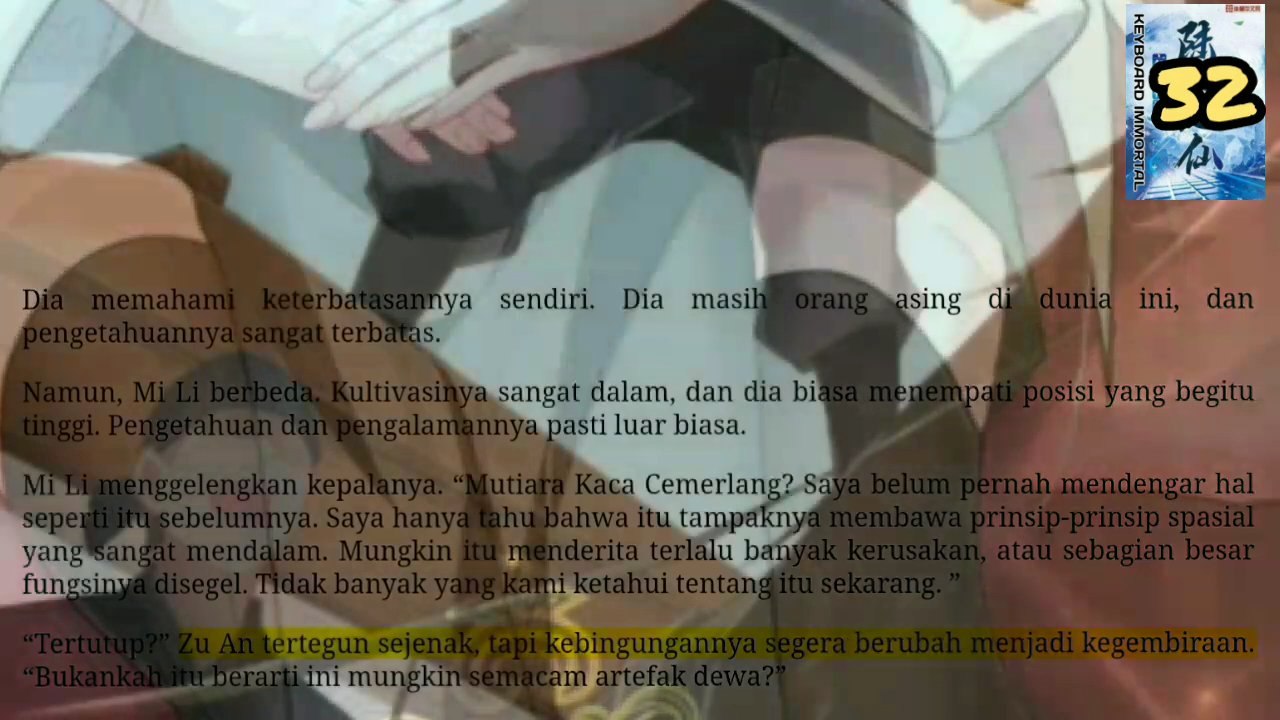 KEYBOARD IMMORTAL
32
仙
Dia memahami keterbatasannya sendiri. Dia masih orang asing di dunia ini, dan
pengetahuannya sangat terbatas.
Namun, Mi Li berbeda. Kultivasinya sangat dalam, dan dia biasa menempati posisi yang begitu
tinggi. Pengetahuan dan pengalamannya pasti luar biasa.
Mi Li menggelengkan kepalanya. “Mutiara Kaca Cemerlang? Saya belum pernah mendengar hal
seperti itu sebelumnya. Saya hanya tahu bahwa itu tampaknya membawa prinsip-prinsip spasial
yang sangat mendalam. Mungkin itu menderita terlalu banyak kerusakan, atau sebagian besar
fungsinya disegel. Tidak banyak yang kami ketahui tentang itu sekarang. ”
“Tertutup?” Zu An tertegun sejenak, tapi kebingungannya segera berubah menjadi kegembiraan.
“Bukankah itu berarti ini mungkin semacam artefak dewa?”